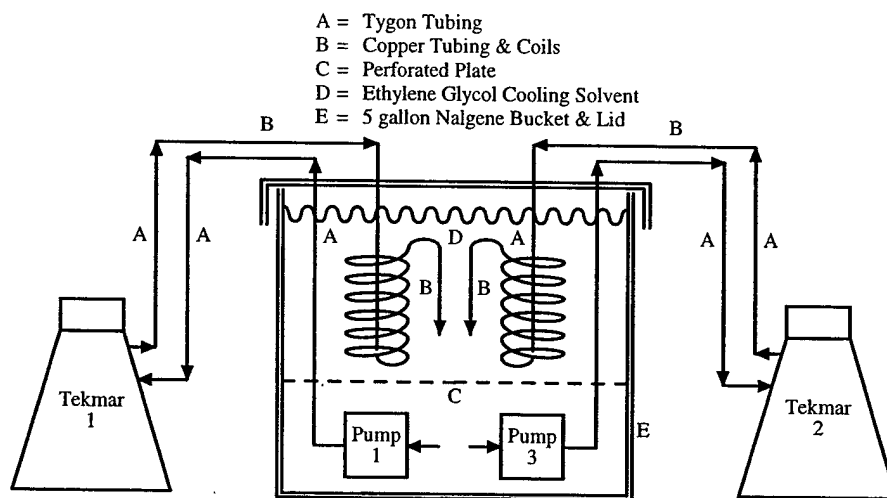 A = Tygon Tubing
B = Copper Tubing & Coils
C = Perforated Plate
D = Ethylene Glycol Cooling Solvent
E = 5 gallon Nalgene Bucket & Lid
B
B
A
A
A
D
A
A
A
B
B
C
Tekmar
1
Pump
1
Pump
3
E
Tekmar
2